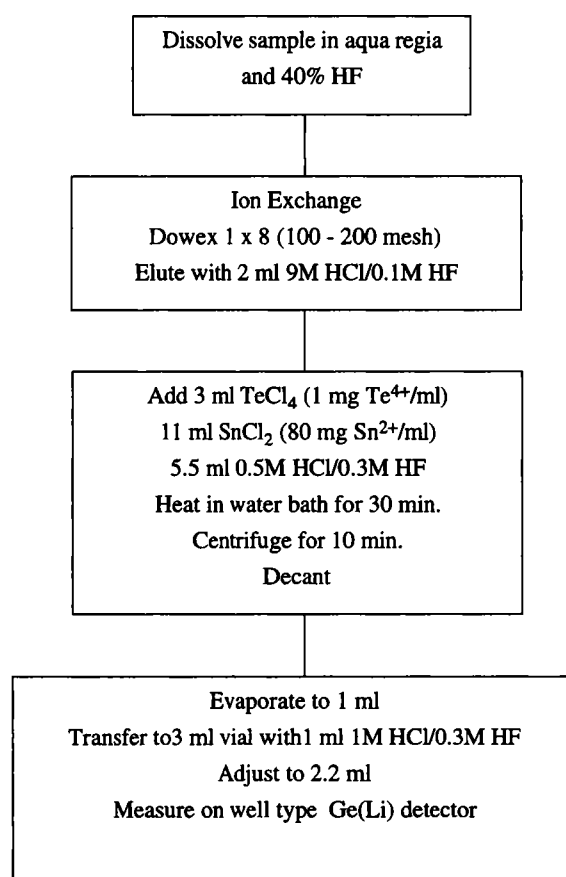 Dissolve sample in aqua regia
and 40% HF
Ion Exchange
Dowex 1 x 8 (100 - 200 mesh)
Elute with 2 ml 9M HCl/0.1M HF
Add 3 ml TeCl₄ (1 mg Te⁴⁺/ml)
11 ml SnCl₂ (80 mg Sn²⁺/ml)
5.5 ml 0.5M HCl/0.3M HF
Heat in water bath for 30 min.
Centrifuge for 10 min.
Decant
Evaporate to 1 ml
Transfer to3 ml vial with1 ml 1M HCl/0.3M HF
Adjust to 2.2 ml
Measure on well type Ge(Li) detector